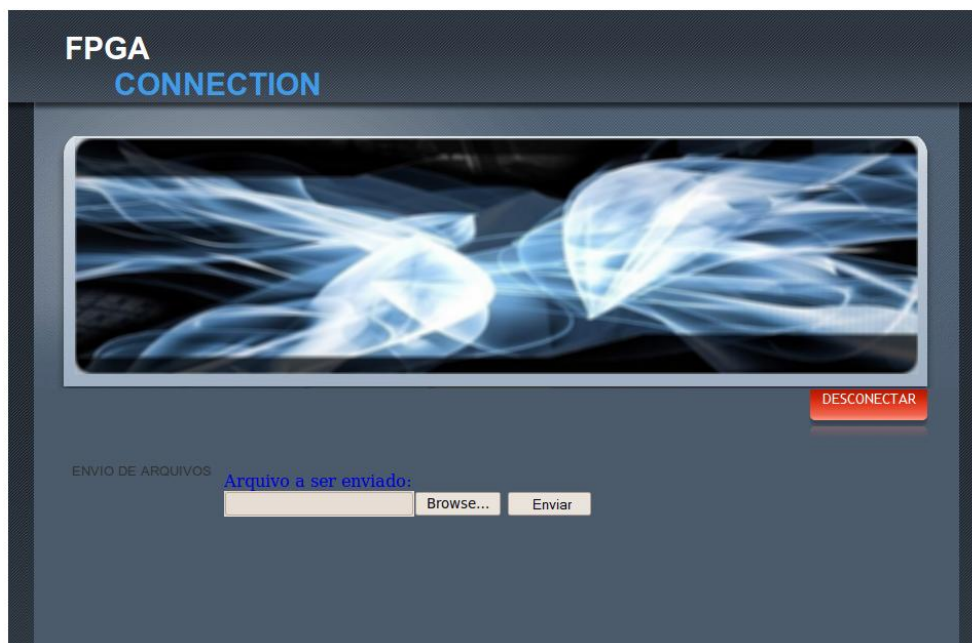 FPGA
CONNECTION
DESCONECTAR
ENVIO DE ARQUIVOS
Arquivo a ser enviado:
Browse... Enviar